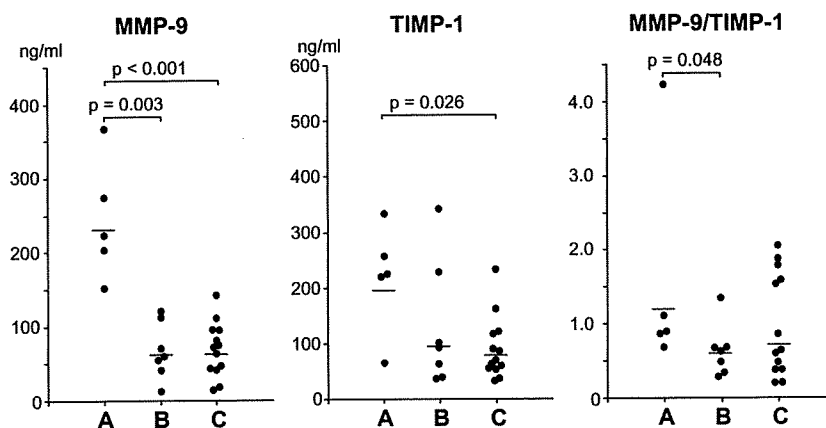 MMP-9
ng/ml
p < 0.001
p = 0.003
400
300
200
100
0
A B C
TIMP-1
ng/ml
600
p = 0.026
500
400
300
200
100
0
A B C
MMP-9/TIMP-1
p = 0.048
4.0
3.0
2.0
1.0
0
A B C